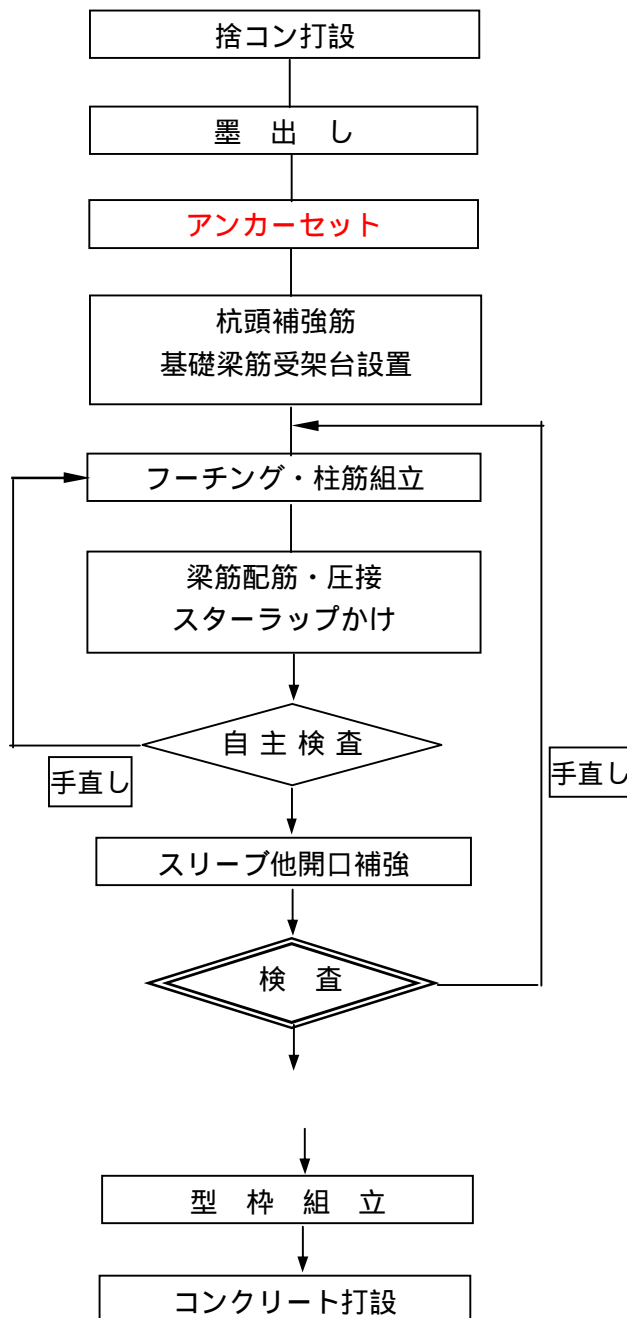 捨コン打設
墨 出 し
アンカーセット
杭頭補強筋
基礎梁筋受架台設置
フーチング・柱筋組立
梁筋配筋・圧接
スターラップかけ
自 主 検 査
手直し
手直し
スリーブ他開口補強
検 査
型 枠 組 立
コンクリート打設